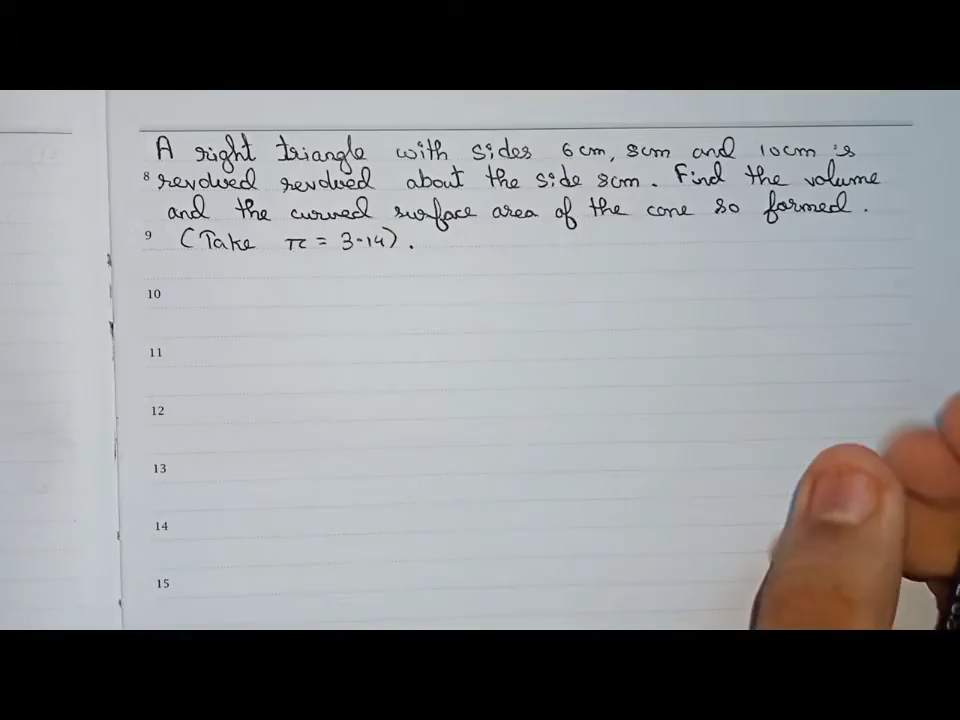 A right triangle with sides 6cm, 8cm and 10cm is
8 revolved revolved about the side 8cm. Find the volume
and the curved surface area of the cone so formed.
9 (Take π = 3.14).
10
11
12
13
14
15